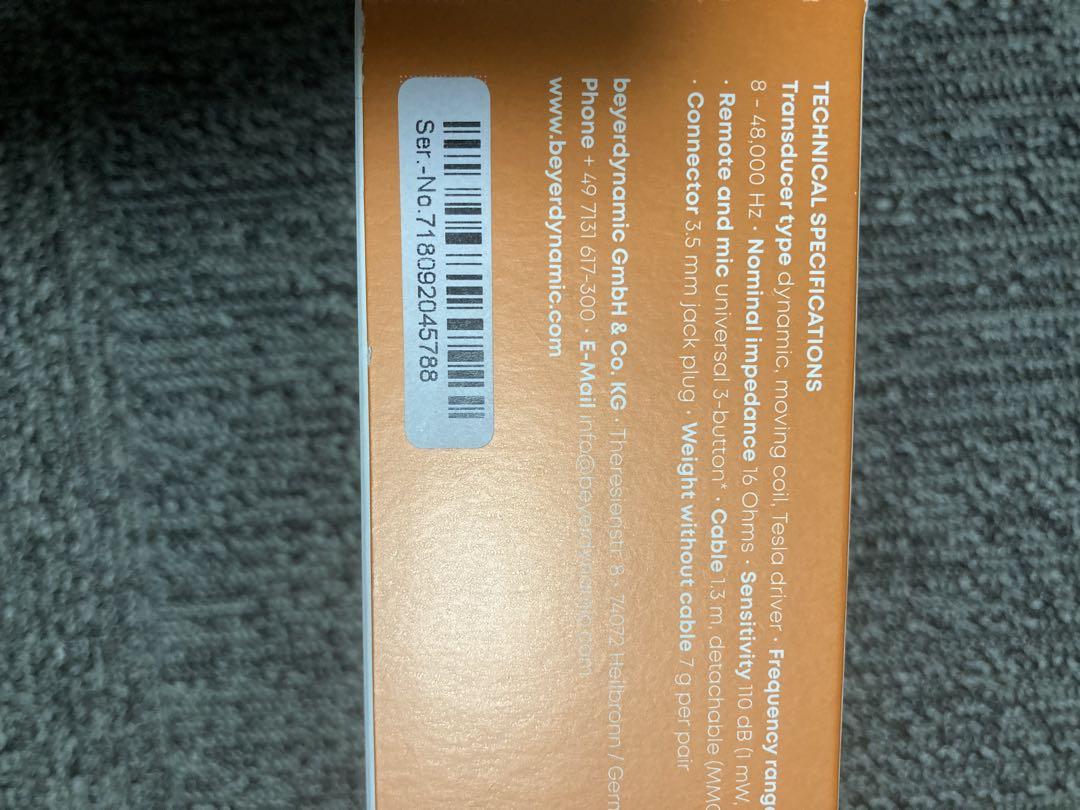 TECHNICAL SPECIFICATIONS
Transducer type dynamic, moving coil, Tesla driver · Frequency rang
8 – 48,000 Hz · Nominal impedance 16 Ohms · Sensitivity 110 dB (1 mW,
· Remote and mic universal 3-button* · Cable 1.3 m, detachable (MMC
· Connector 3.5 mm jack plug · Weight without cable 7 g per pair
beyerdynamic GmbH & Co. KG · Theresienstr. 8 · 74072 Heilbronn / Germ
Phone + 49 7131 617-300 · E-Mail info@beyerdynamic.com
www.beyerdynamic.com
Ser.-No.718092045788